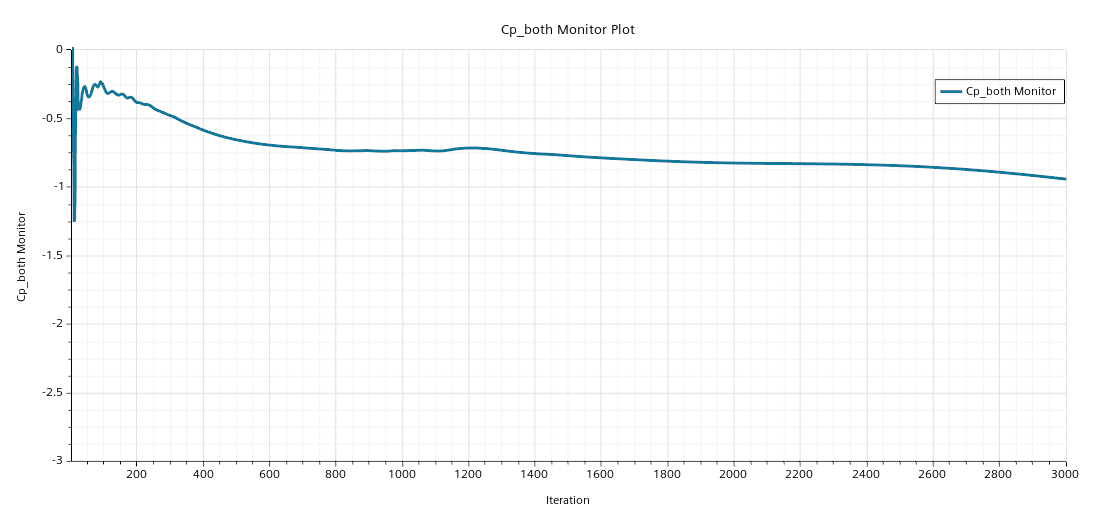 Cp_both Monitor Plot
Cp_both Monitor
0
-0.5
-1
-1.5
-2
-2.5
-3
Cp_both Monitor
200 400 600 800 1000 1200 1400 1600 1800 2000 2200 2400 2600 2800 3000
Iteration